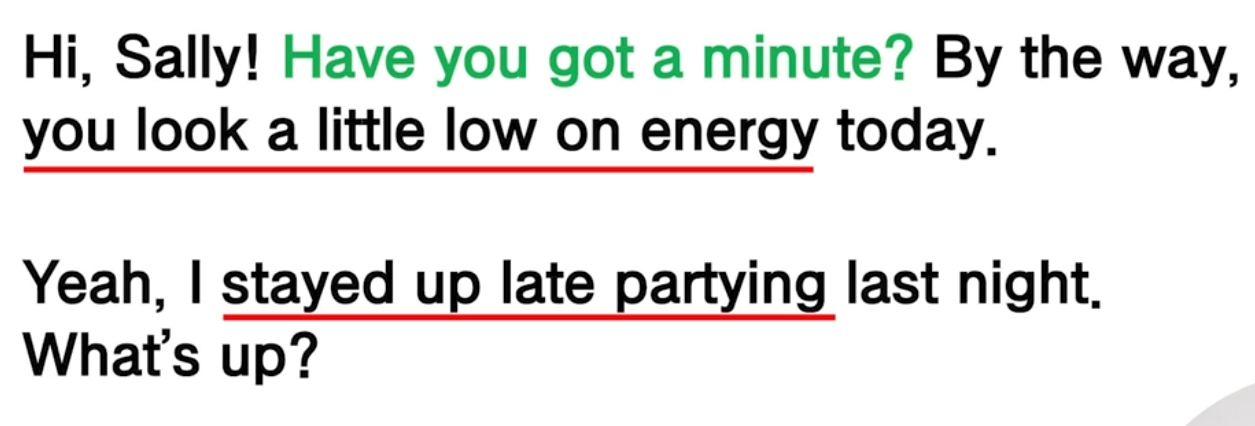 Hi, Sally! Have you got a minute? By the way,
you look a little low on energy today.
Yeah, I stayed up late partying last night.
What's up?